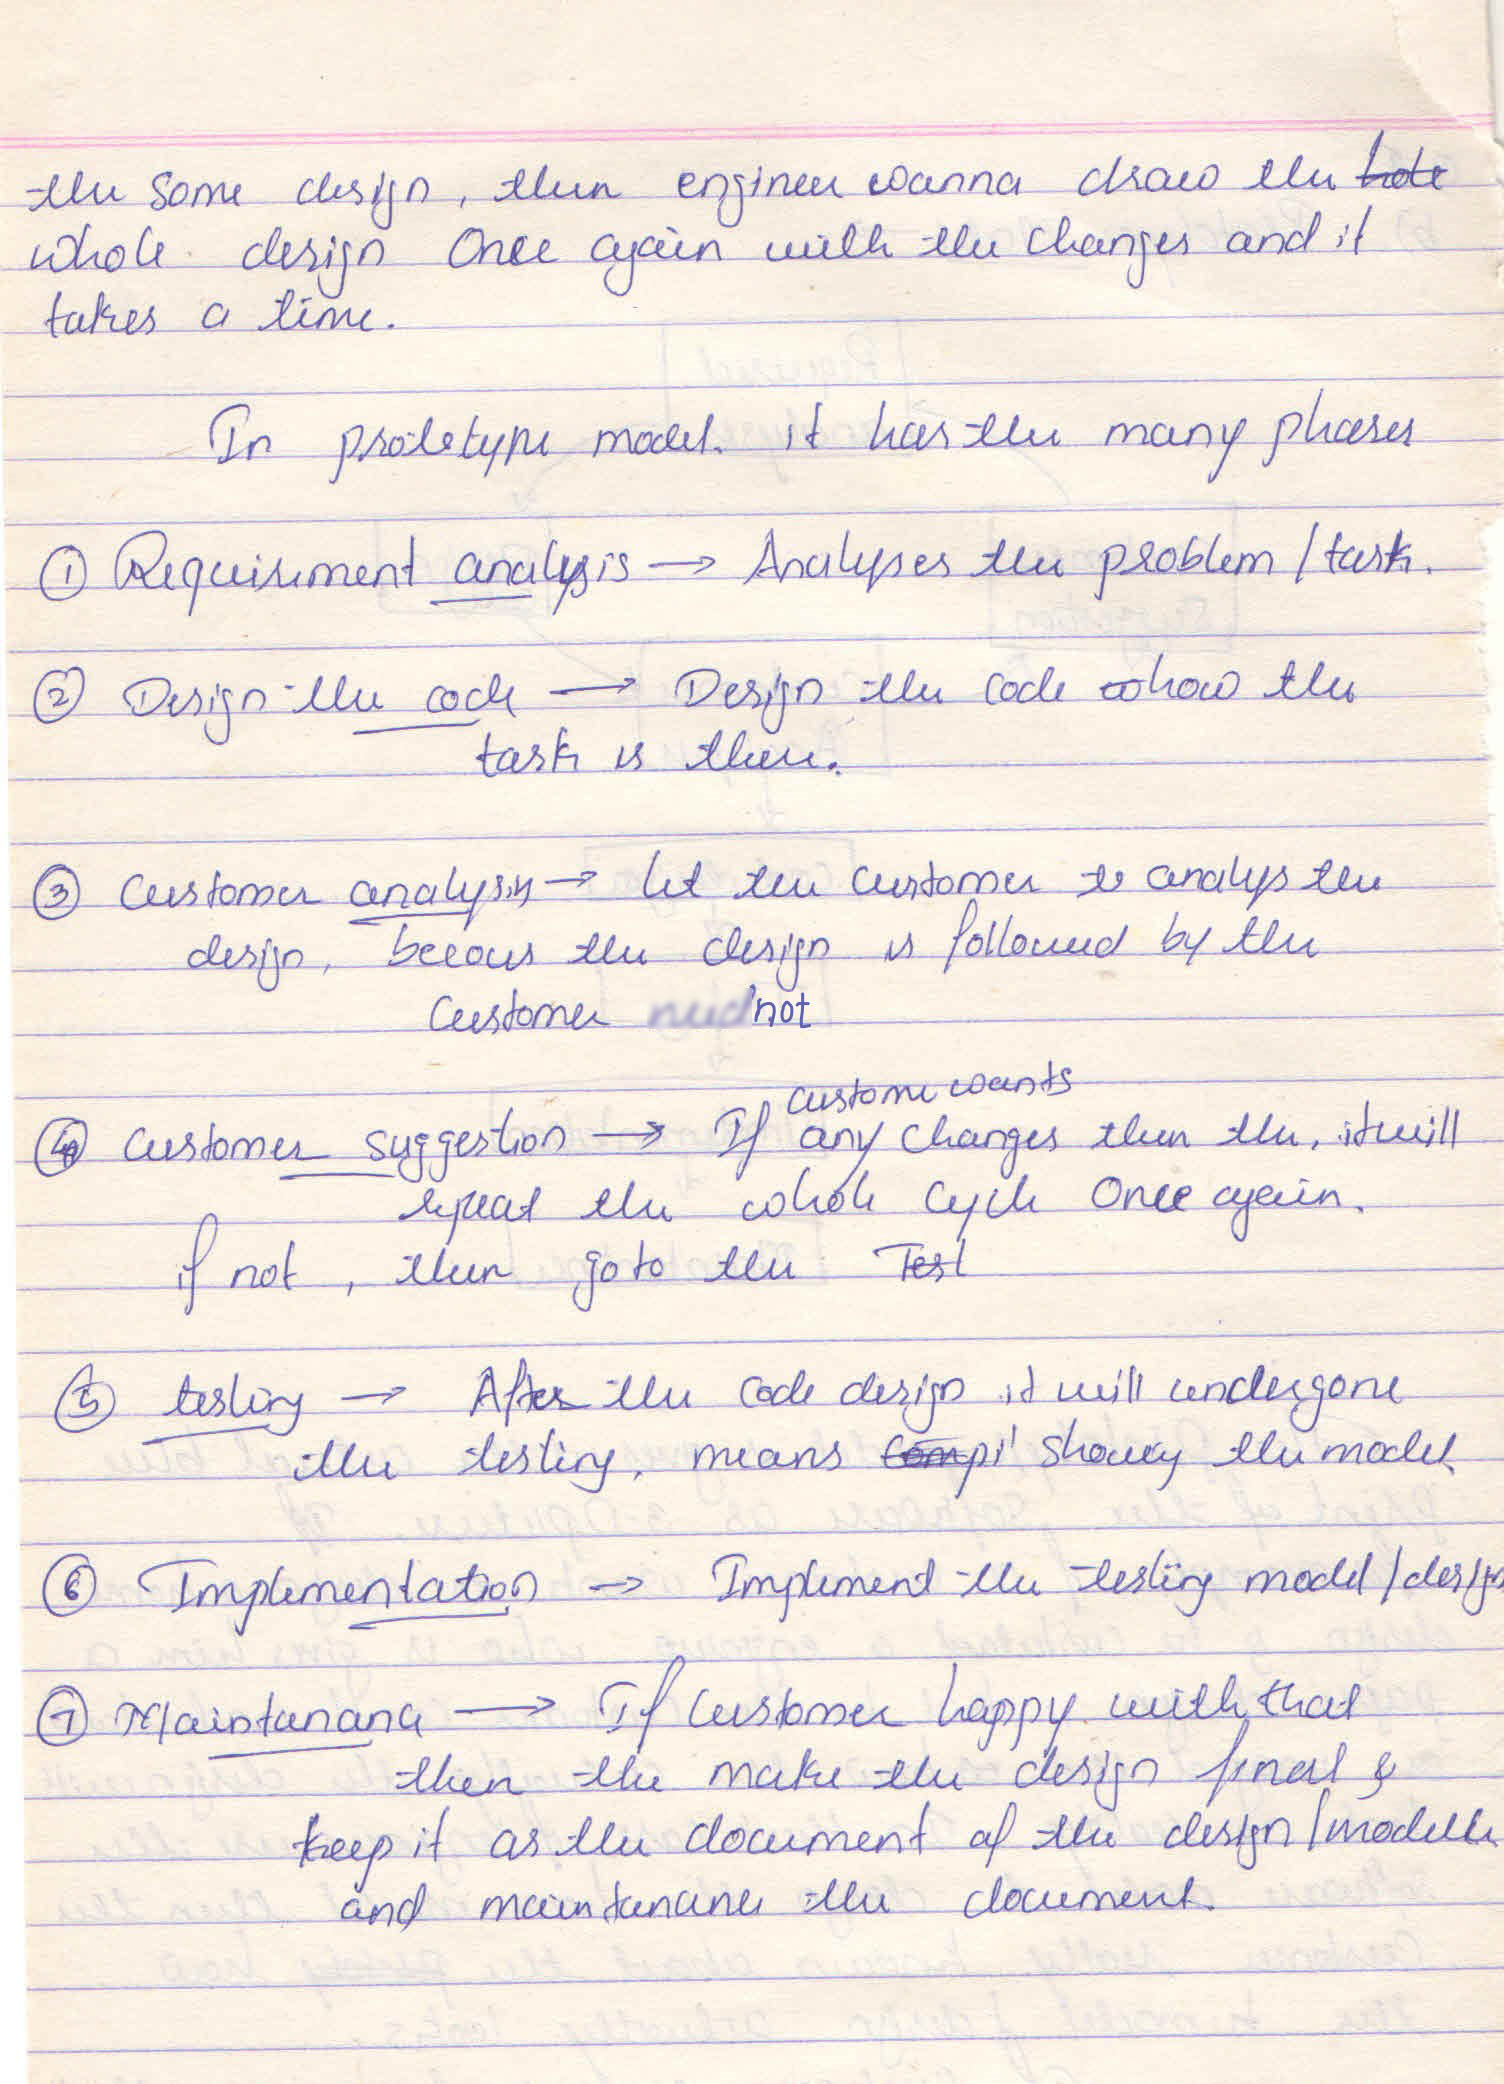 the some design, then engineer wanna draw the hole
whole design Once again with the changes and it
takes a time.
In prototype model. it has the many phases
① Requirement analysis → Analyses the problem / task.
② Design the code → Design the code how the
task is there.
③ Customer analysis → let the customer to analys the
design, becous the design is followed by the
Customer not
customer wants
④ Customer suggestion → If any changes then the, it will
repeat the whole cycle Once again.
if not, then go to the Test
⑤ testing → After the code design it will undergone
the testing, means compi showing the model
⑥ Implementation → Implement the testing model / design
⑦ Maintanance → If customer happy with that
then the make the design final &
keep it as the document of the design / modelle
and maintanance the document.